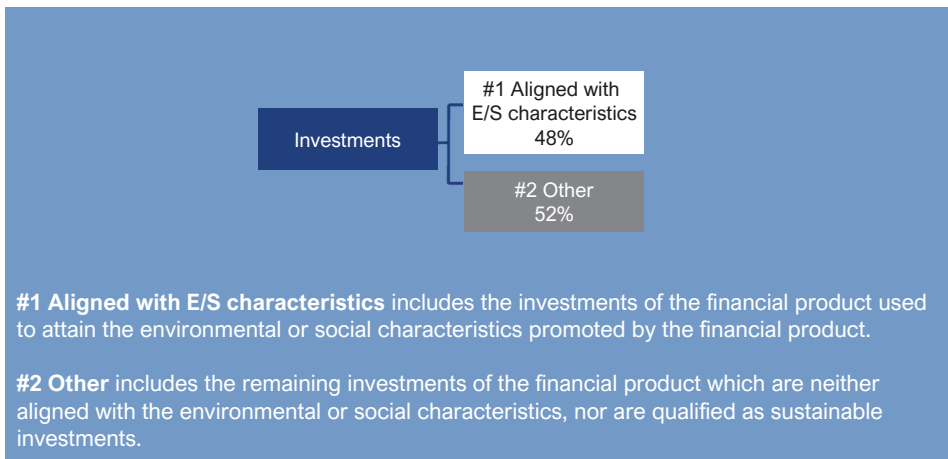 Investments
#1 Aligned with
E/S characteristics
48%
#2 Other
52%
#1 Aligned with E/S characteristics includes the investments of the financial product used
to attain the environmental or social characteristics promoted by the financial product.
#2 Other includes the remaining investments of the financial product which are neither
aligned with the environmental or social characteristics, nor are qualified as sustainable
investments.